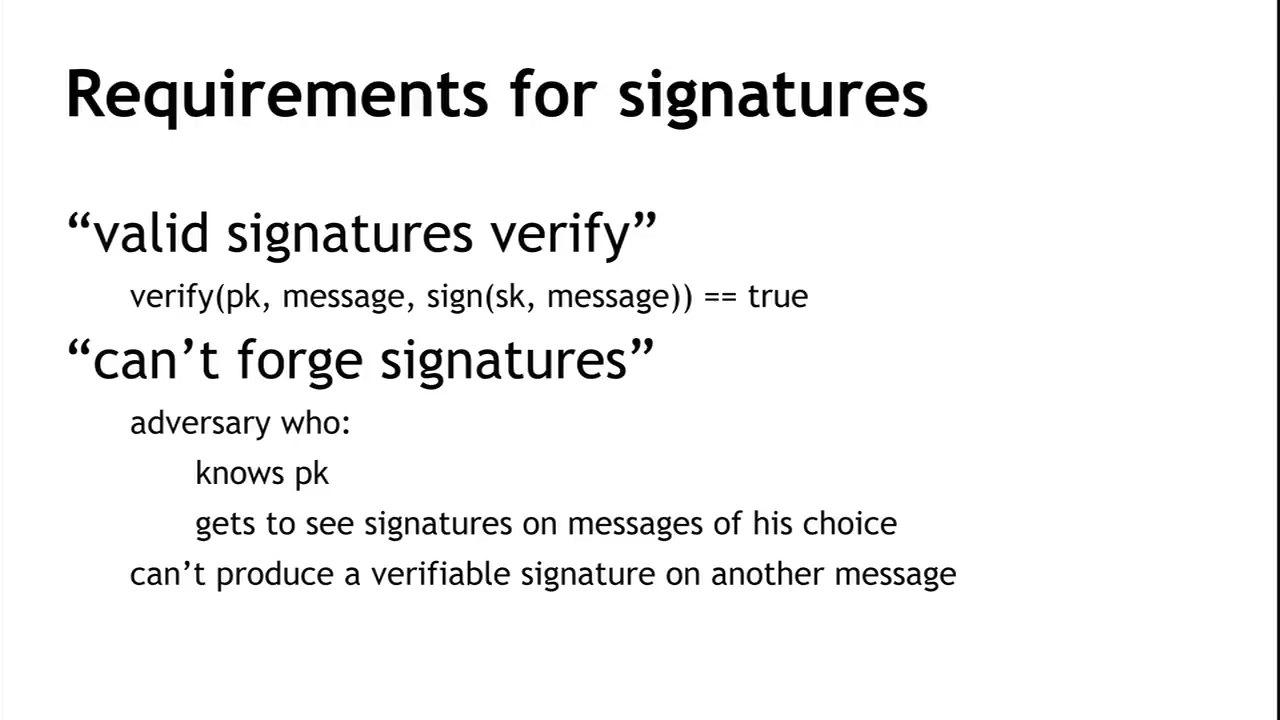 Requirements for signatures
“valid signatures verify”
verify(pk, message, sign(sk, message)) == true
“can’t forge signatures”
adversary who:
knows pk
gets to see signatures on messages of his choice
can’t produce a verifiable signature on another message